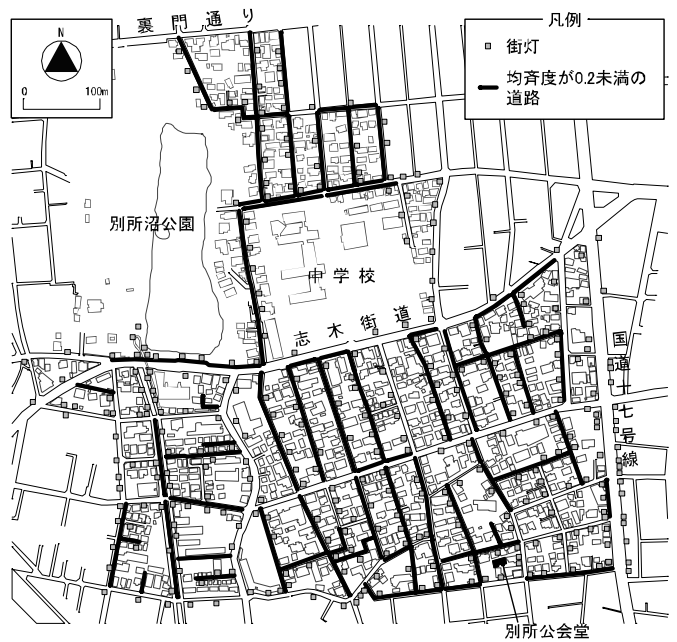 裏門通り
凡例
N
街灯
0 100m
均斉度が0.2未満の
道路
別所沼公園
中学校
志木街道
国道十七号線
別所公会堂